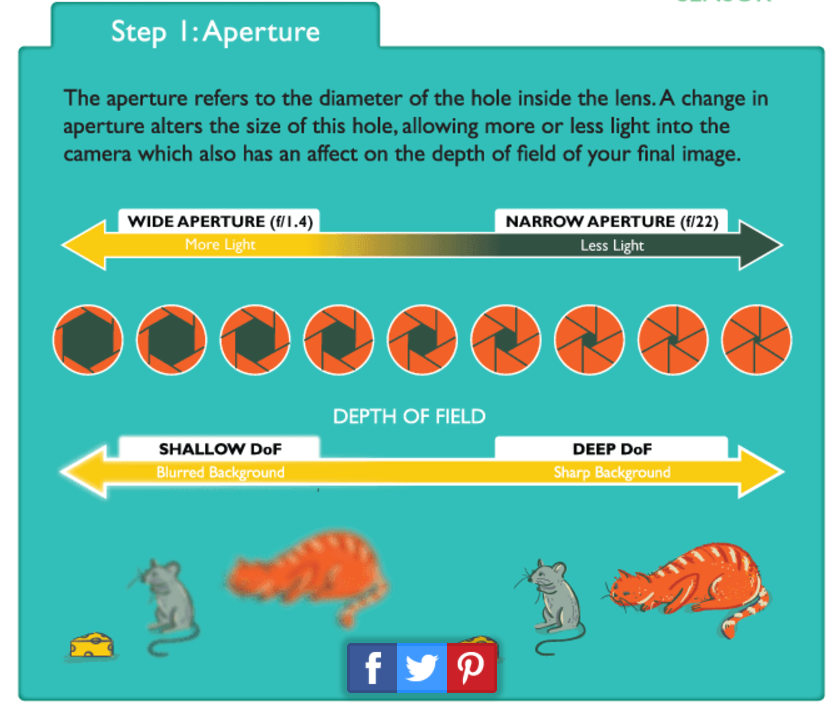 Step 1: Aperture
The aperture refers to the diameter of the hole inside the lens. A change in
aperture alters the size of this hole, allowing more or less light into the
camera which also has an affect on the depth of field of your final image.
WIDE APERTURE (f/1.4)
More Light
NARROW APERTURE (f/22)
Less Light
DEPTH OF FIELD
SHALLOW DoF
Blurred Background
DEEP DoF
Sharp Background